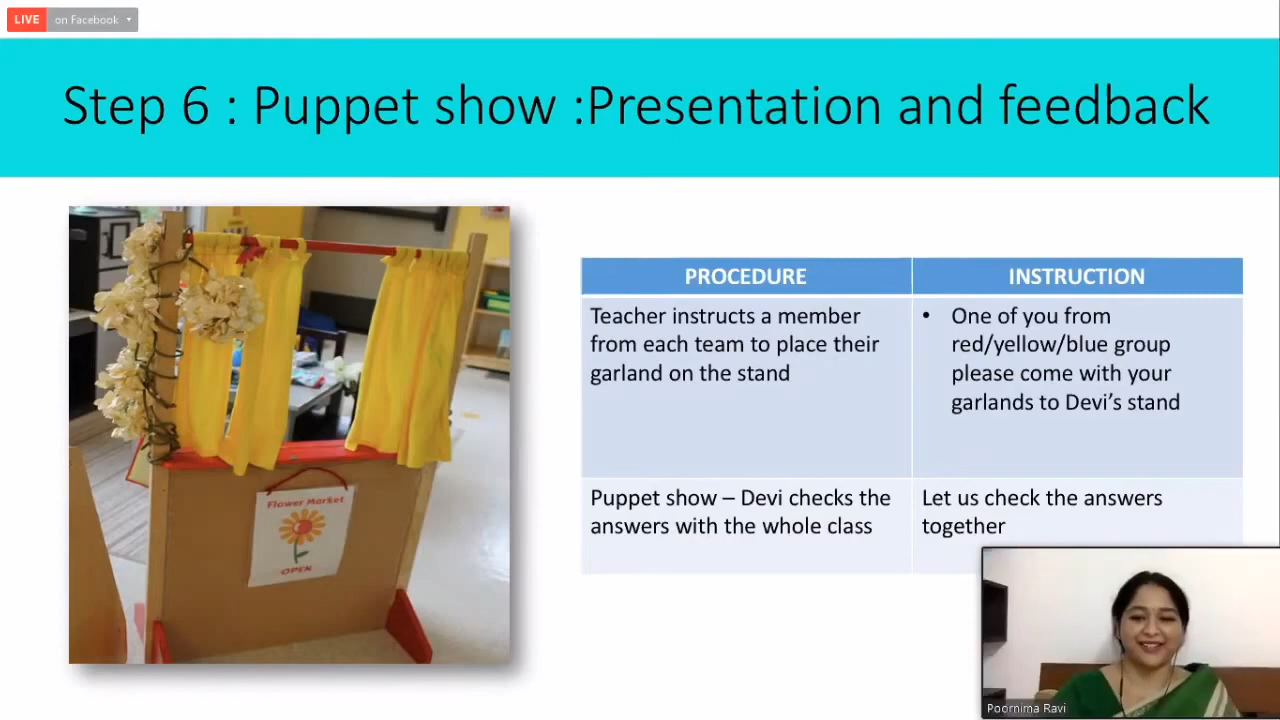 LIVE on Facebook
Step 6 : Puppet show :Presentation and feedback
Flower Market
OPEN
PROCEDURE INSTRUCTION
Teacher instructs a member
from each team to place their
garland on the stand
• One of you from
red/yellow/blue group
please come with your
garlands to Devi’s stand
Puppet show – Devi checks the
answers with the whole class
Let us check the answers
together
Poornima Ravi